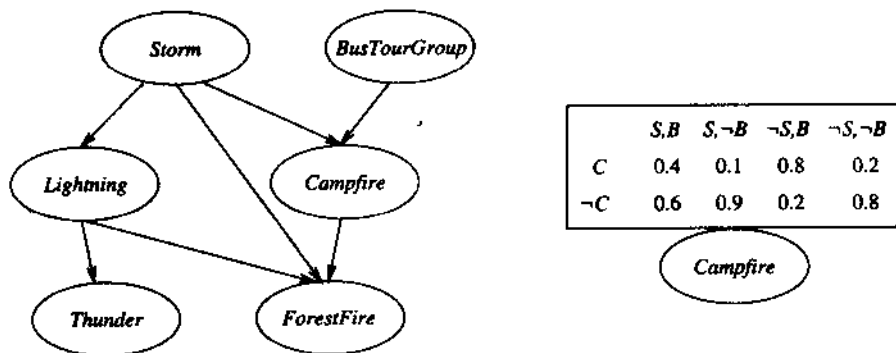 Storm
BusTourGroup
Lightning
Campfire
Thunder
ForestFire
S,B S,¬B ¬S,B ¬S,¬B
C 0.4 0.1 0.8 0.2
¬C 0.6 0.9 0.2 0.8
Campfire